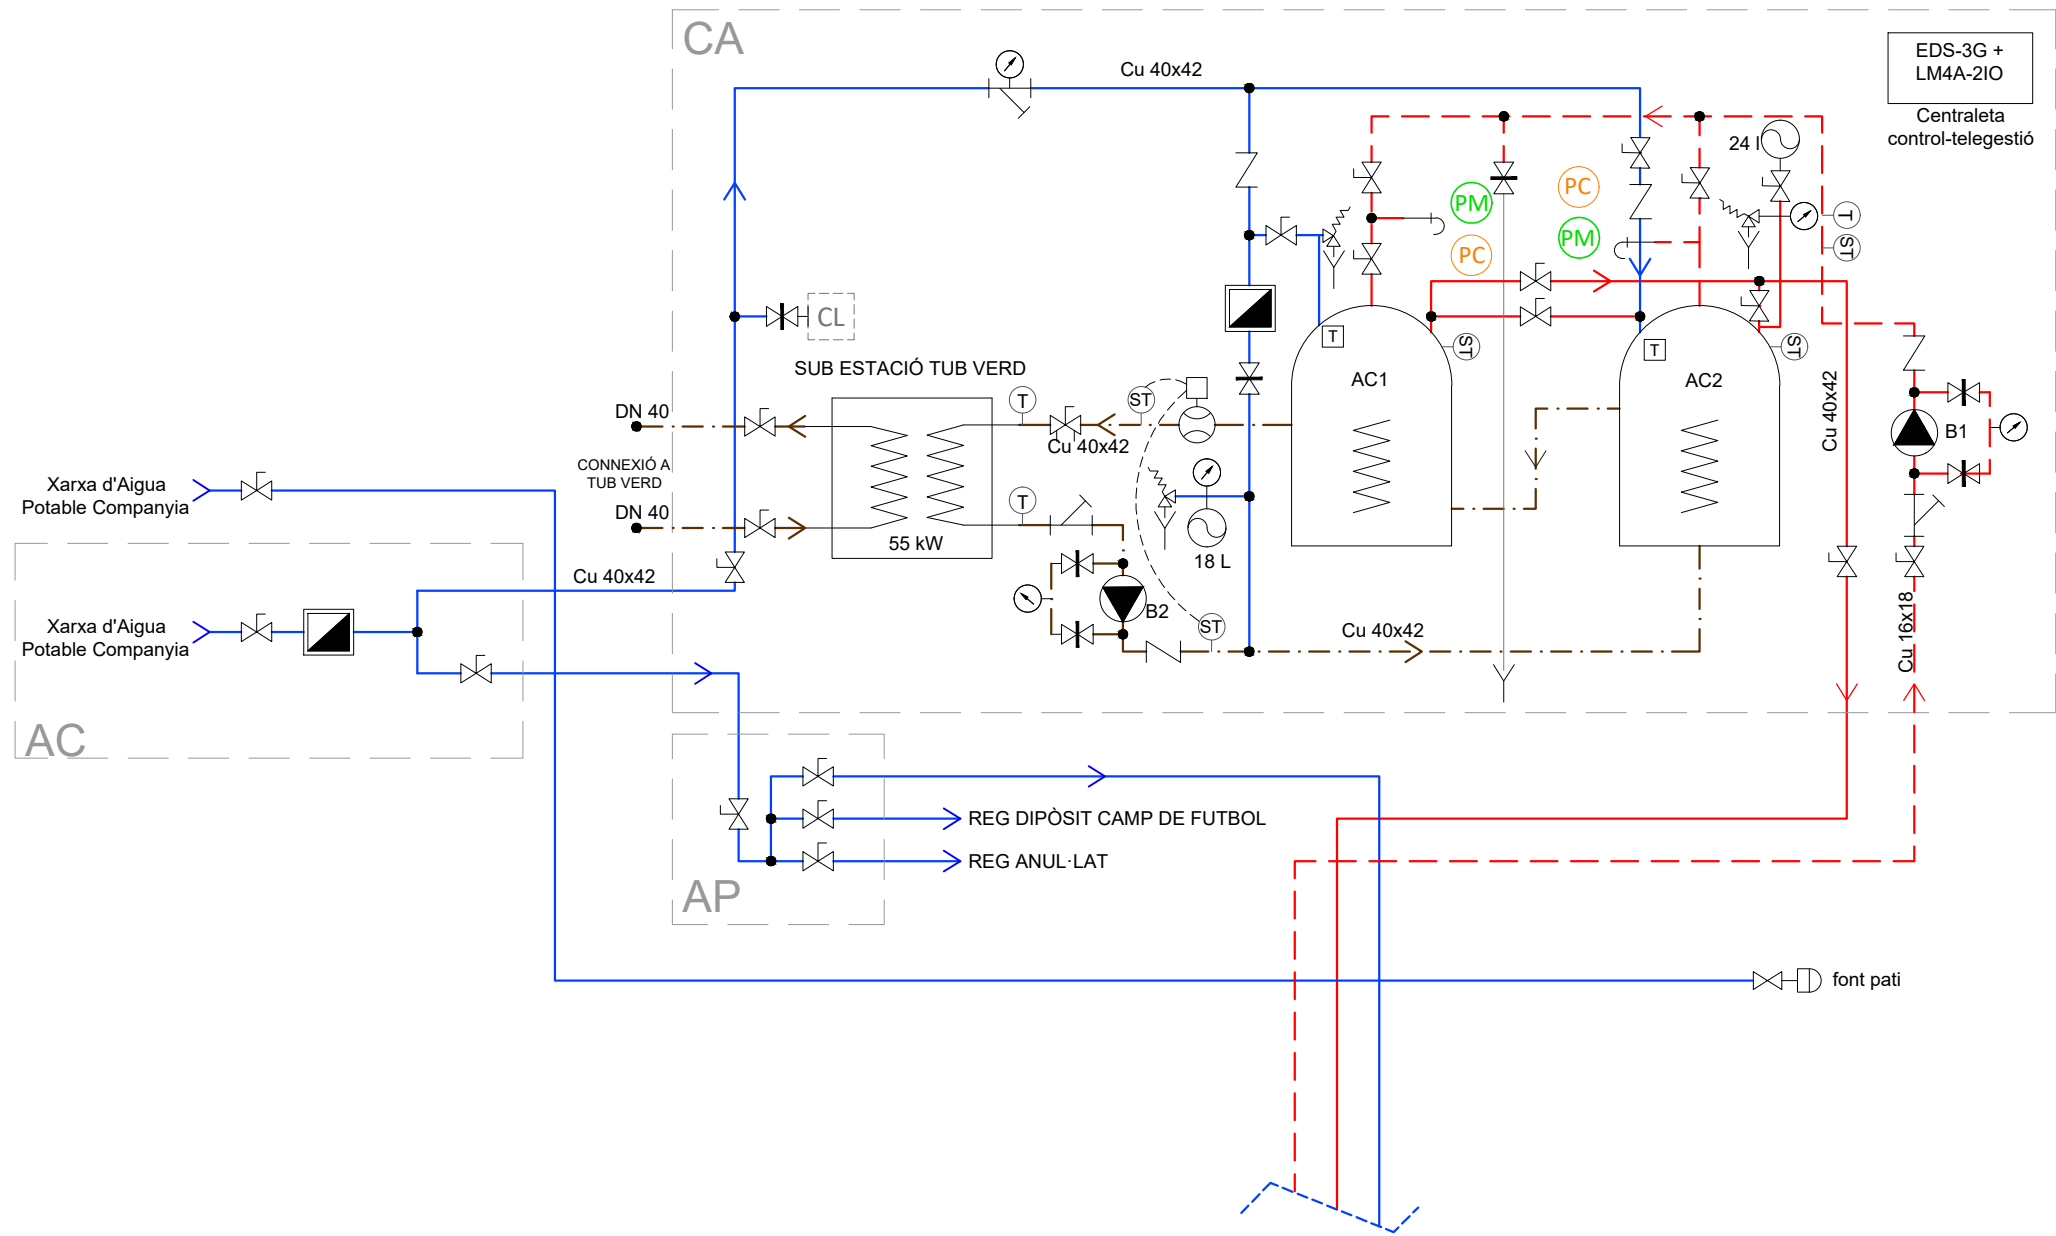 CA
Cu 40x42
EDS-3G +
LM4A-2IO
Centraleta
control-telegestió
24 l
PM
PC
PC
PM
T
ST
CL
SUB ESTACIÓ TUB VERD
T
ST
T
ST
AC1
AC2
DN 40
T
ST
Cu 40x42
Cu 40x42
B1
CONNEXIÓ A
TUB VERD
Xarxa d'Aigua
Potable Companyia
DN 40
T
55 kW
18 L
Cu 40x42
B2
ST
Cu 40x42
Cu 16x18
Xarxa d'Aigua
Potable Companyia
AC
REG DIPÒSIT CAMP DE FUTBOL
REG ANUL·LAT
AP
font pati